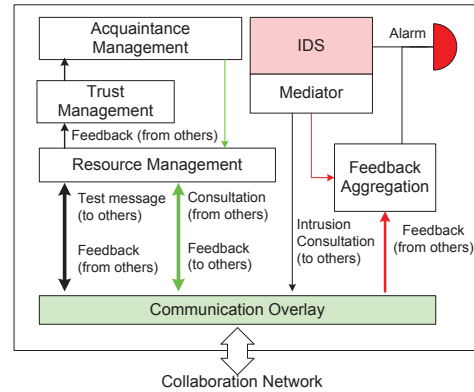 Acquaintance
Management
IDS
Alarm
Mediator
Trust
Management
Feedback (from others)
Resource Management
Feedback
Aggregation
Test message
(to others)
Feedback
(from others)
Consultation
(from others)
Feedback
(to others)
Intrusion
Consultation
(to others)
Feedback
(from others)
Communication Overlay
Collaboration Network